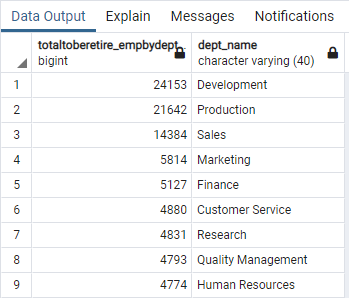 Data Output Explain Messages Notifications
totaltoberetire_empbydept dept_name
bigint character varying (40)
1 24153 Development
2 21642 Production
3 14384 Sales
4 5814 Marketing
5 5127 Finance
6 4880 Customer Service
7 4831 Research
8 4793 Quality Management
9 4774 Human Resources